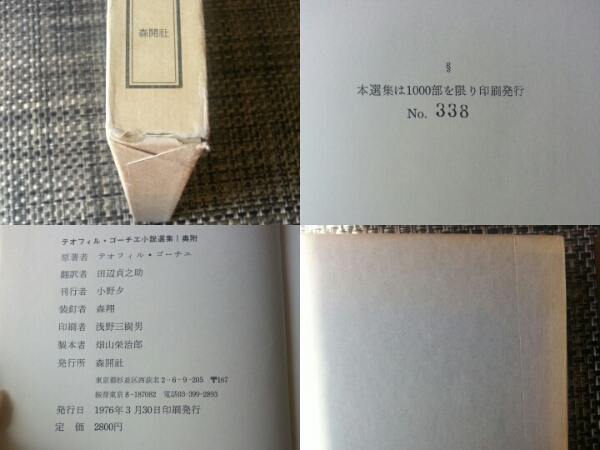 森開社
§
本選集は1000部を限り印刷発行
No. 338
テオフィル・ゴーチエ小説選集 I 奥附
原著者 テオフィル・ゴーチエ
翻訳者 田辺貞之助
刊行者 小野夕
装釘者 森翔
印刷者 浅野三樹男
製本者 畑山栄治郎
発行所 森開社
東京都杉並区西荻北2-6-9-205 〒167
振替東京8-187082 電話03-399-2893
発行日 1976年3月30日印刷発行
定 価 2800円